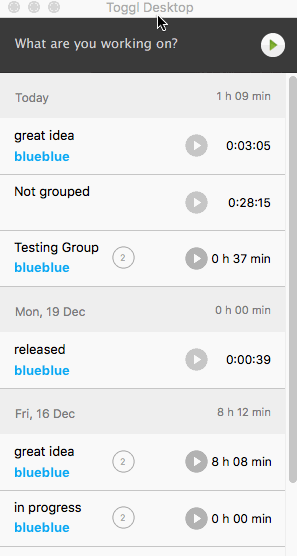 Toggl Desktop
What are you working on?
Today 1 h 09 min
great idea
blueblue 0:03:05
Not grouped 0:28:15
Testing Group
blueblue 2 0 h 37 min
Mon, 19 Dec 0 h 00 min
released
blueblue 0:00:39
Fri, 16 Dec 8 h 12 min
great idea
blueblue 2 8 h 08 min
in progress
blueblue 2 0 h 00 min